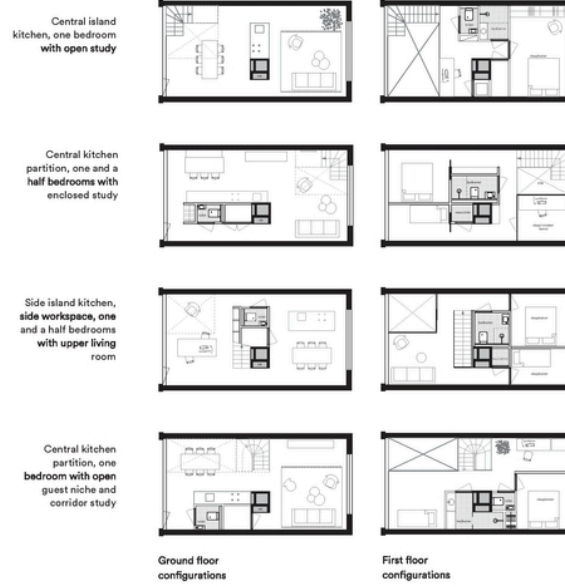 Central island
kitchen, one bedroom
with open study
Central kitchen
partition, one and a
half bedrooms with
enclosed study
Side island kitchen,
side workspace, one
and a half bedrooms
with upper living
room
Central kitchen
partition, one
bedroom with open
guest niche and
corridor study
Ground floor
configurations
First floor
configurations